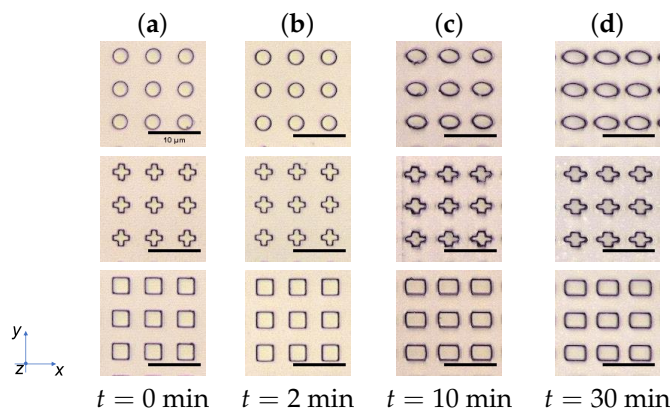 (a) (b) (c) (d)
10 µm
y
z x
t = 0 min t = 2 min t = 10 min t = 30 min